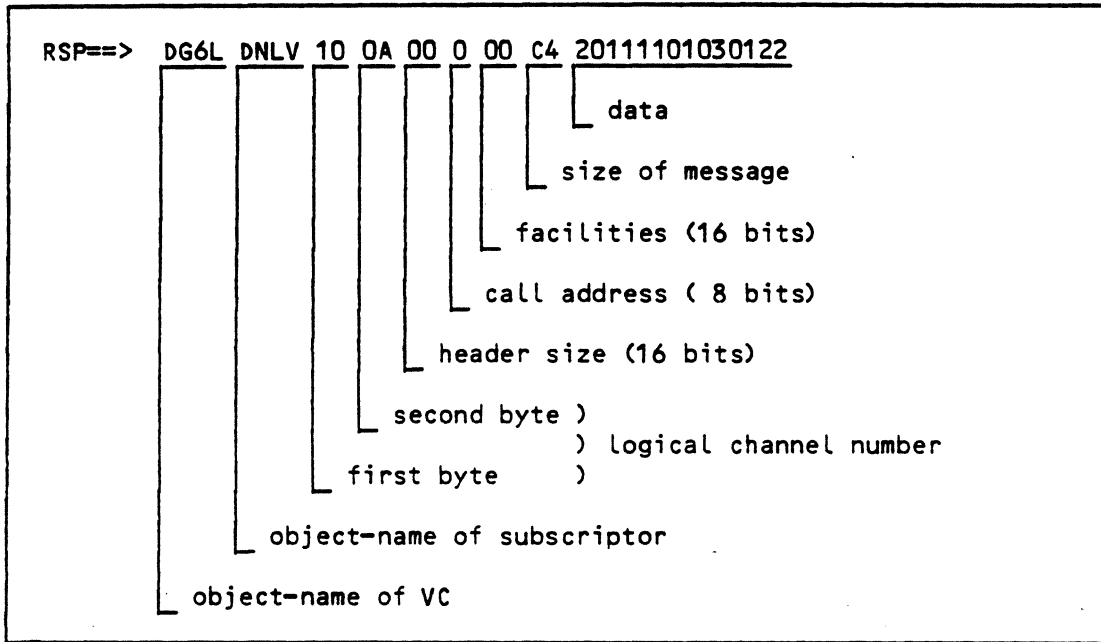 RSP==> DG6L DNLV 10 0A 00 0 00 C4 20111101030122
data
size of message
facilities (16 bits)
call address ( 8 bits)
header size (16 bits)
second byte )
) logical channel number
first byte )
object-name of subscriptor
object-name of VC